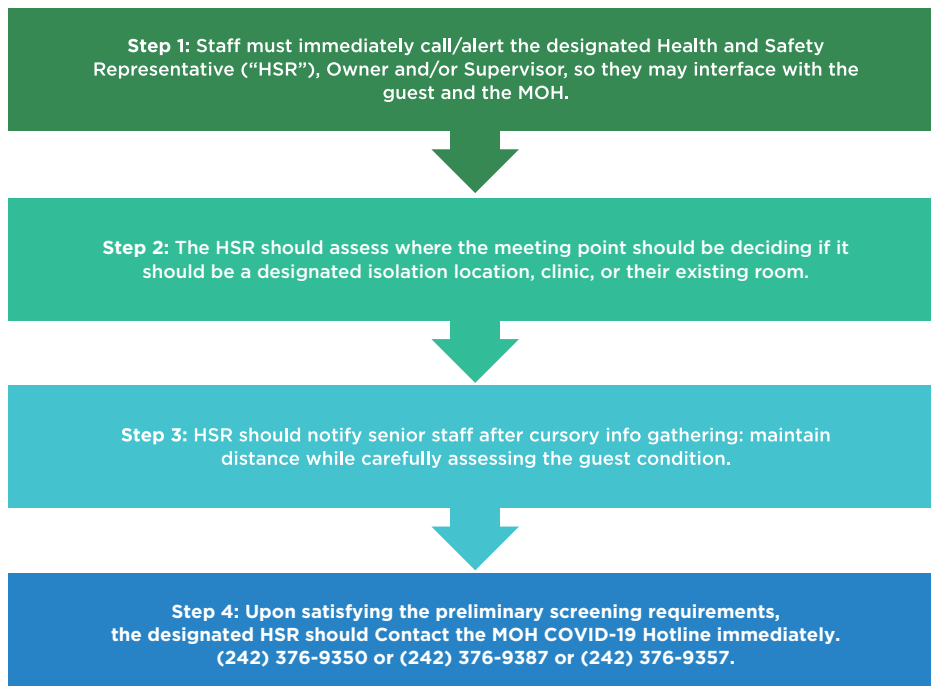 Step 1: Staff must immediately call/alert the designated Health and Safety
Representative (“HSR”), Owner and/or Supervisor, so they may interface with the
guest and the MOH.
Step 2: The HSR should assess where the meeting point should be deciding if it
should be a designated isolation location, clinic, or their existing room.
Step 3: HSR should notify senior staff after cursory info gathering: maintain
distance while carefully assessing the guest condition.
Step 4: Upon satisfying the preliminary screening requirements,
the designated HSR should Contact the MOH COVID-19 Hotline immediately.
(242) 376-9350 or (242) 376-9387 or (242) 376-9357.